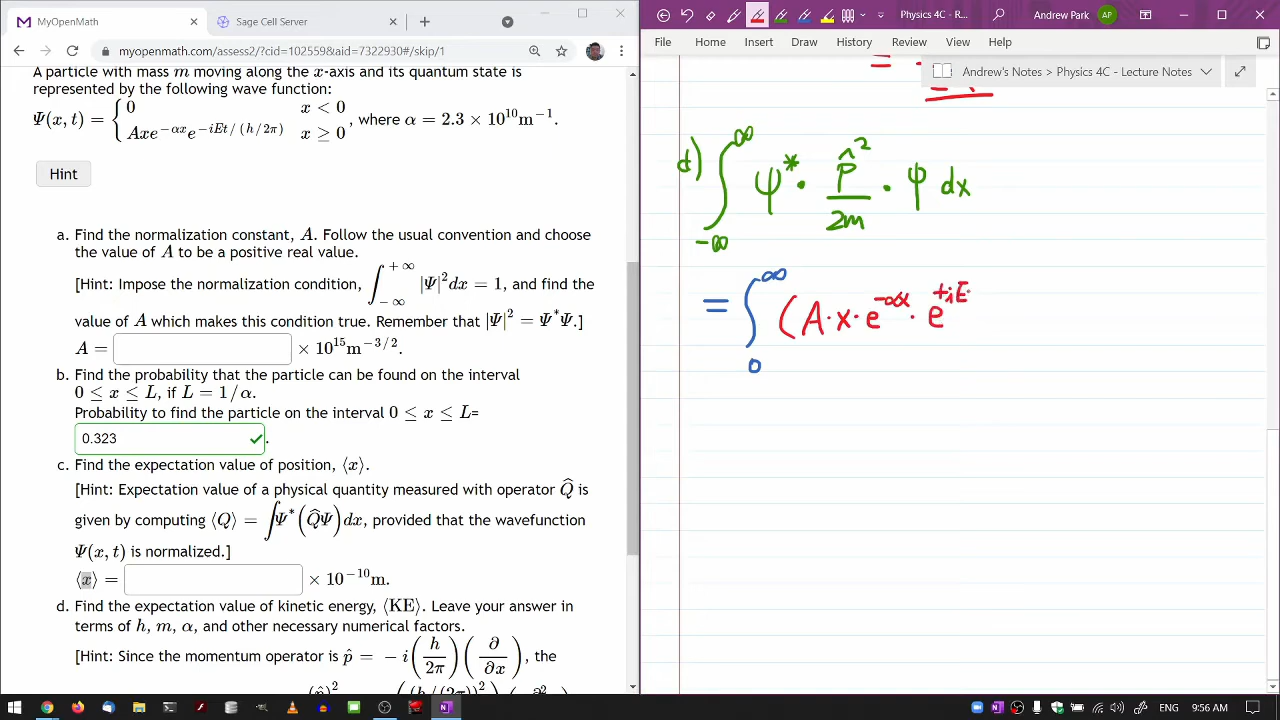 MyOpenMath
Sage Cell Server
Physics 4C - R...
Andrew Park
AP
myopenmath.com/assess2/?cid=102559&aid=7322930#/skip/1
File Home Insert Draw History Review View Help
Andrew's Notes > Physics 4C - Lecture Notes
A particle with mass m moving along the x-axis and its quantum state is
represented by the following wave function:
Ψ(x, t) = { 0 x < 0
Axe^{-αx}e^{-iEt/(h/2π)} x ≥ 0 , where α = 2.3 × 10^{10}m^{-1}.
Hint
a. Find the normalization constant, A. Follow the usual convention and choose
the value of A to be a positive real value.
[Hint: Impose the normalization condition, ∫_{-∞}^{+∞} |Ψ|^2 dx = 1, and find the
value of A which makes this condition true. Remember that |Ψ|^2 = Ψ*Ψ.]
A = × 10^{15}m^{-3/2}.
b. Find the probability that the particle can be found on the interval
0 ≤ x ≤ L, if L = 1/α.
Probability to find the particle on the interval 0 ≤ x ≤ L=
0.323 .
c. Find the expectation value of position, ⟨x⟩.
[Hint: Expectation value of a physical quantity measured with operator Q̂ is
given by computing ⟨Q⟩ = ∫Ψ*(Q̂Ψ)dx, provided that the wavefunction
Ψ(x, t) is normalized.]
⟨x⟩ = × 10^{-10}m.
d. Find the expectation value of kinetic energy, ⟨KE⟩. Leave your answer in
terms of h, m, α, and other necessary numerical factors.
[Hint: Since the momentum operator is p̂ = -i(h/2π)(∂/∂x), the
d) ∫_{-∞}^{∞} ψ* · p̂^2/2m · ψ dx
= ∫_0^∞ (A·x·e^{-αx}·e^{+iE
ENG 9:56 AM